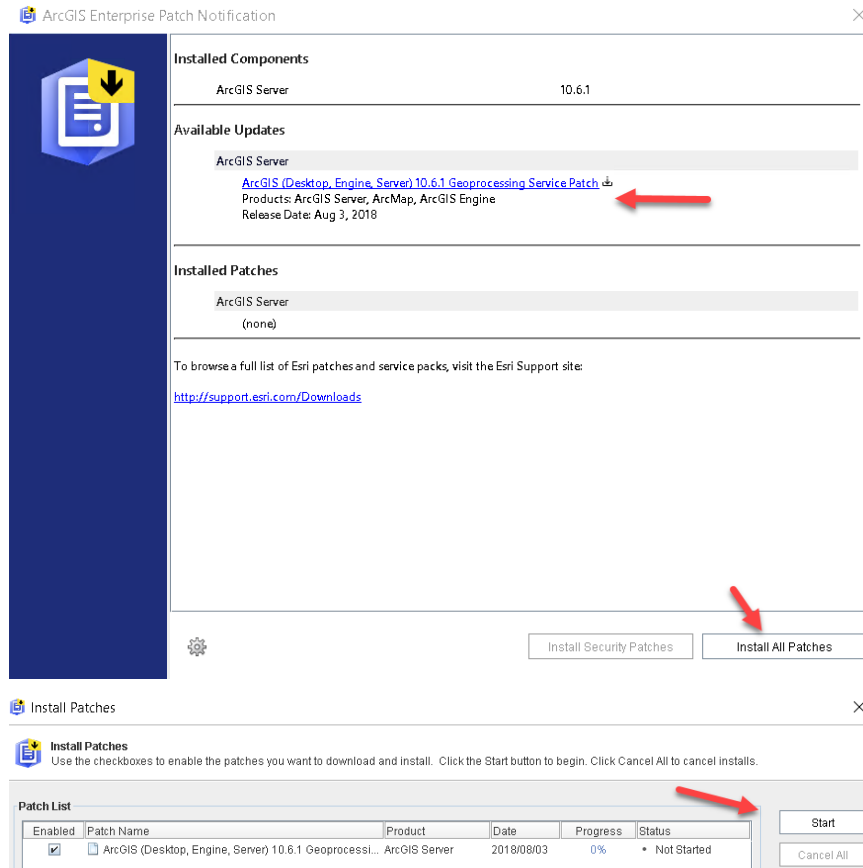 ArcGIS Enterprise Patch Notification
Installed Components
ArcGIS Server 10.6.1
Available Updates
ArcGIS Server
ArcGIS (Desktop, Engine, Server) 10.6.1 Geoprocessing Service Patch
Products: ArcGIS Server, ArcMap, ArcGIS Engine
Release Date: Aug 3, 2018
Installed Patches
ArcGIS Server
(none)
To browse a full list of Esri patches and service packs, visit the Esri Support site:
http://support.esri.com/Downloads
Install Security Patches Install All Patches
Install Patches
Install Patches
Use the checkboxes to enable the patches you want to download and install. Click the Start button to begin. Click Cancel All to cancel installs.
Patch List
Start
Enabled Patch Name Product Date Progress Status
ArcGIS (Desktop, Engine, Server) 10.6.1 Geoprocessi... ArcGIS Server 2018/08/03 0% • Not Started
Cancel All